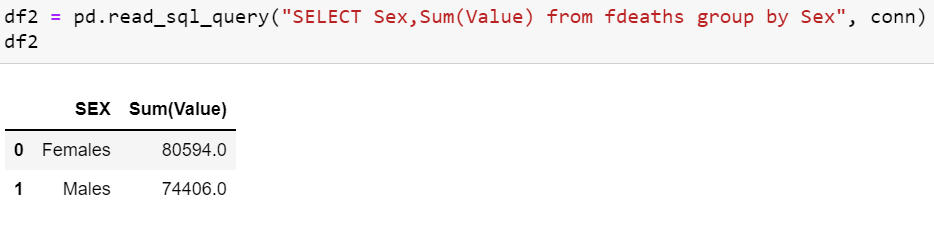 df2 = pd.read_sql_query("SELECT Sex,Sum(Value) from fdeaths group by Sex", conn)
df2
SEX Sum(Value)
0 Females 80594.0
1 Males 74406.0